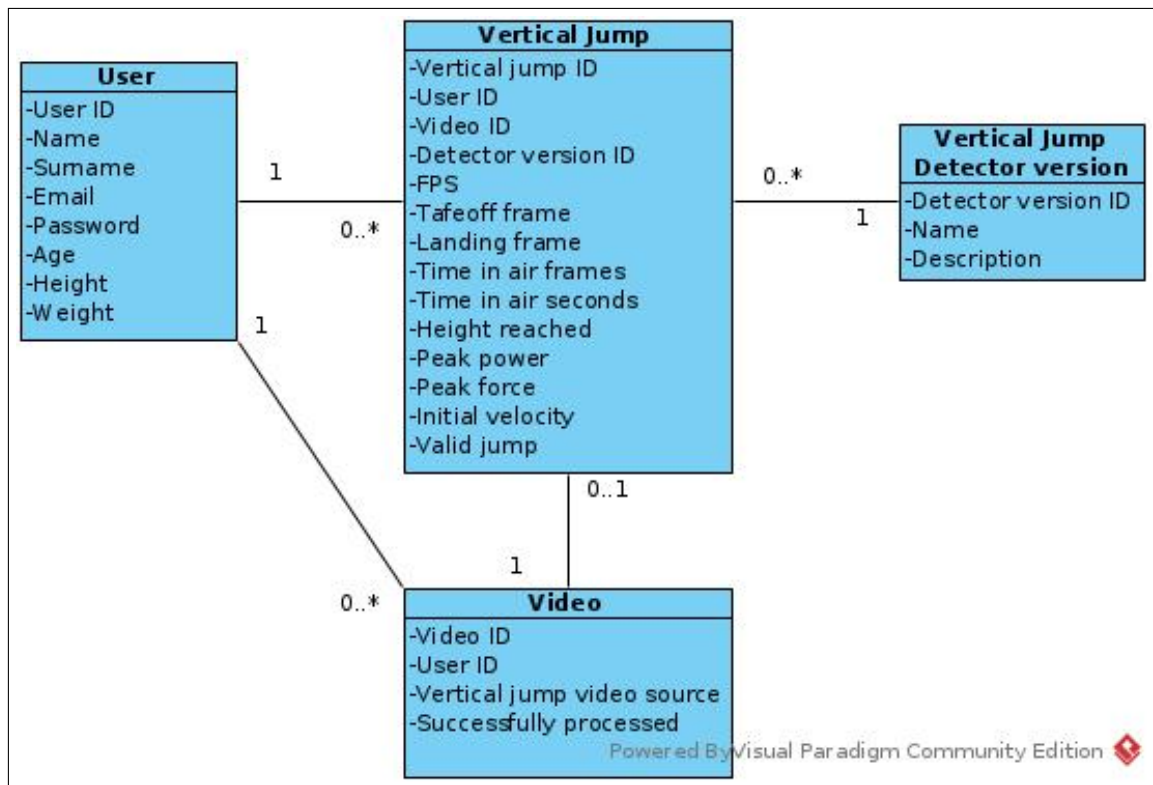 User
-User ID
-Name
-Surname
-Email
-Password
-Age
-Height
-Weight
1
0..*
1
0..*
Vertical Jump
-Vertical jump ID
-User ID
-Video ID
-Detector version ID
-FPS
-Tafeoff frame
-Landing frame
-Time in air frames
-Time in air seconds
-Height reached
-Peak power
-Peak force
-Initial velocity
-Valid jump
0..*
1
Vertical Jump
Detector version
-Detector version ID
-Name
-Description
0..1
1
Video
-Video ID
-User ID
-Vertical jump video source
-Successfully processed
Powered By Visual Paradigm Community Edition